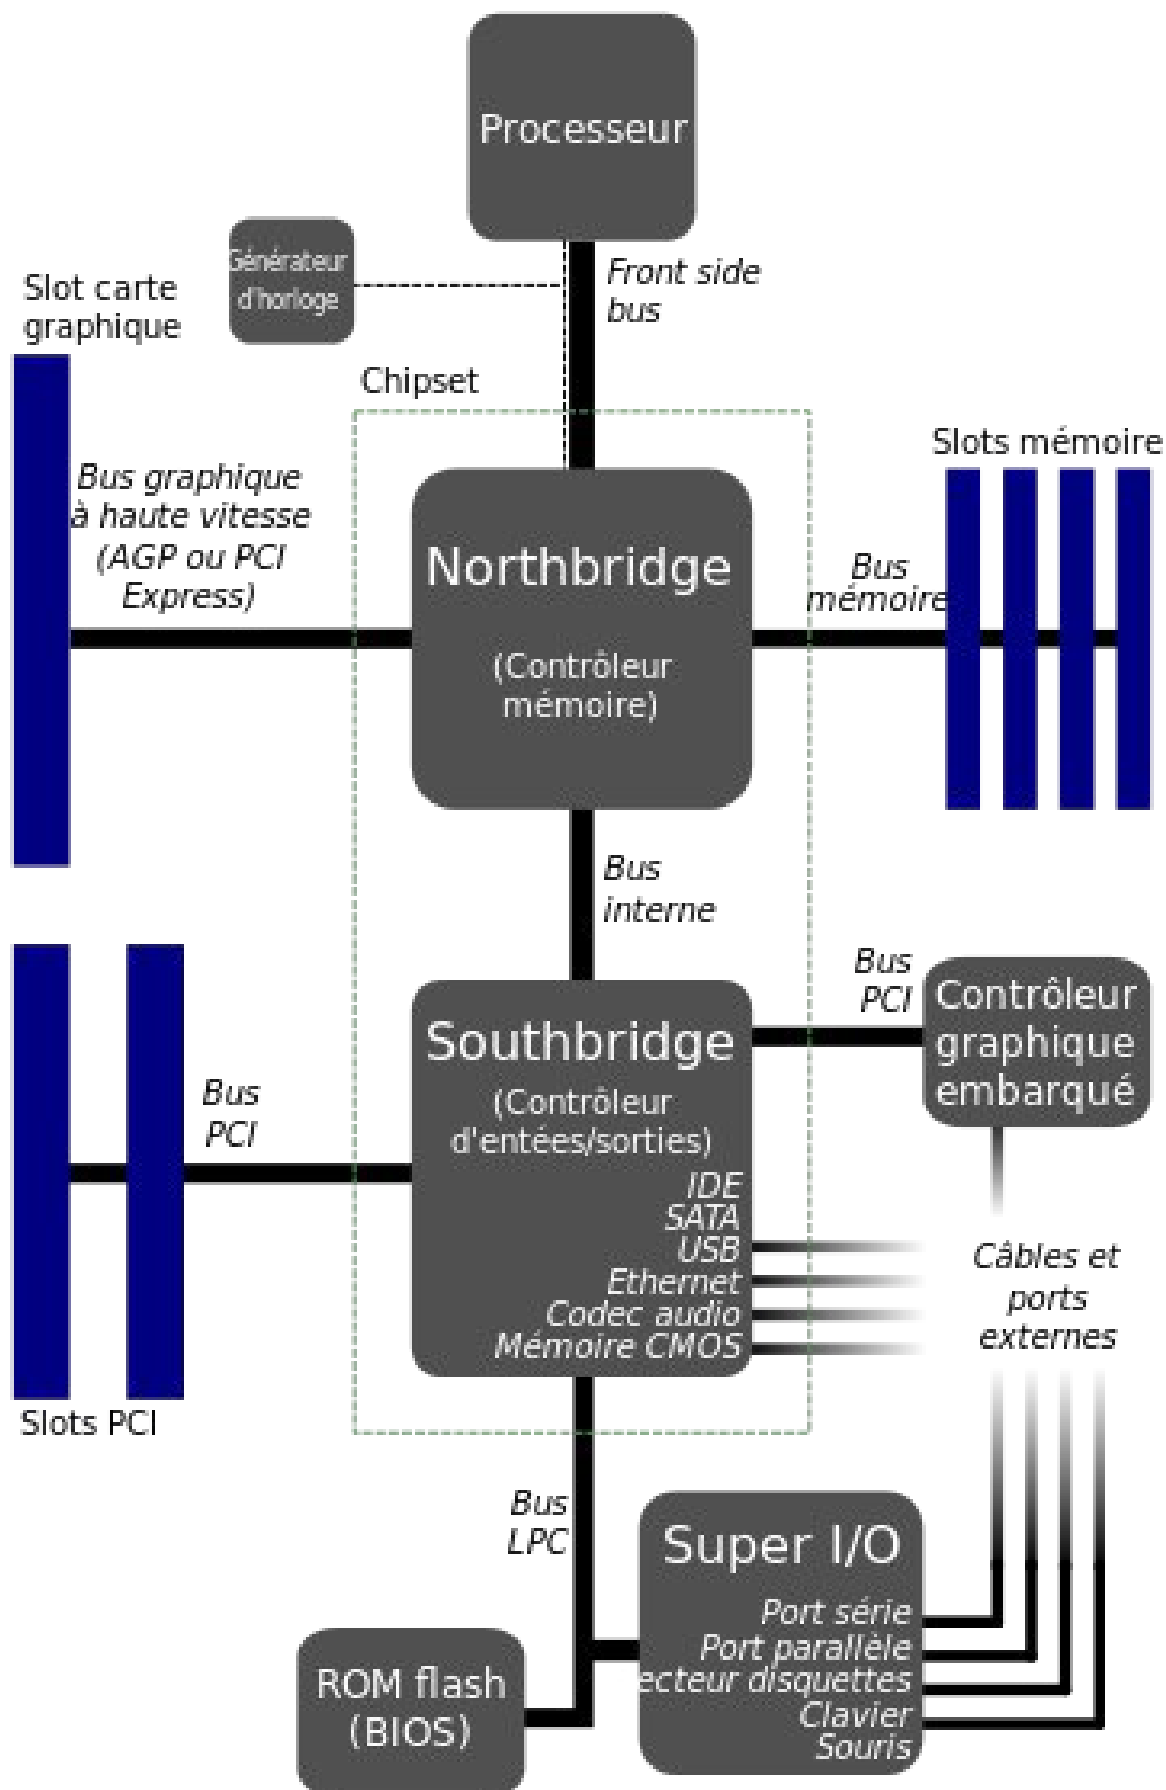 Processeur
Générateur
d'horloge
Front side
bus
Slot carte
graphique
Chipset
Slots mémoire
Bus graphique
à haute vitesse
(AGP ou PCI
Express)
Northbridge
(Contrôleur
mémoire)
Bus
mémoire
Bus
interne
Bus
PCI
Contrôleur
graphique
embarqué
Southbridge
(Contrôleur
d'entées/sorties)
IDE
SATA
USB
Ethernet
Codec audio
Mémoire CMOS
Bus
PCI
Câbles et
ports
externes
Slots PCI
Bus
LPC
Super I/O
Port série
Port parallèle
ecteur disquettes
Clavier
Souris
ROM flash
(BIOS)